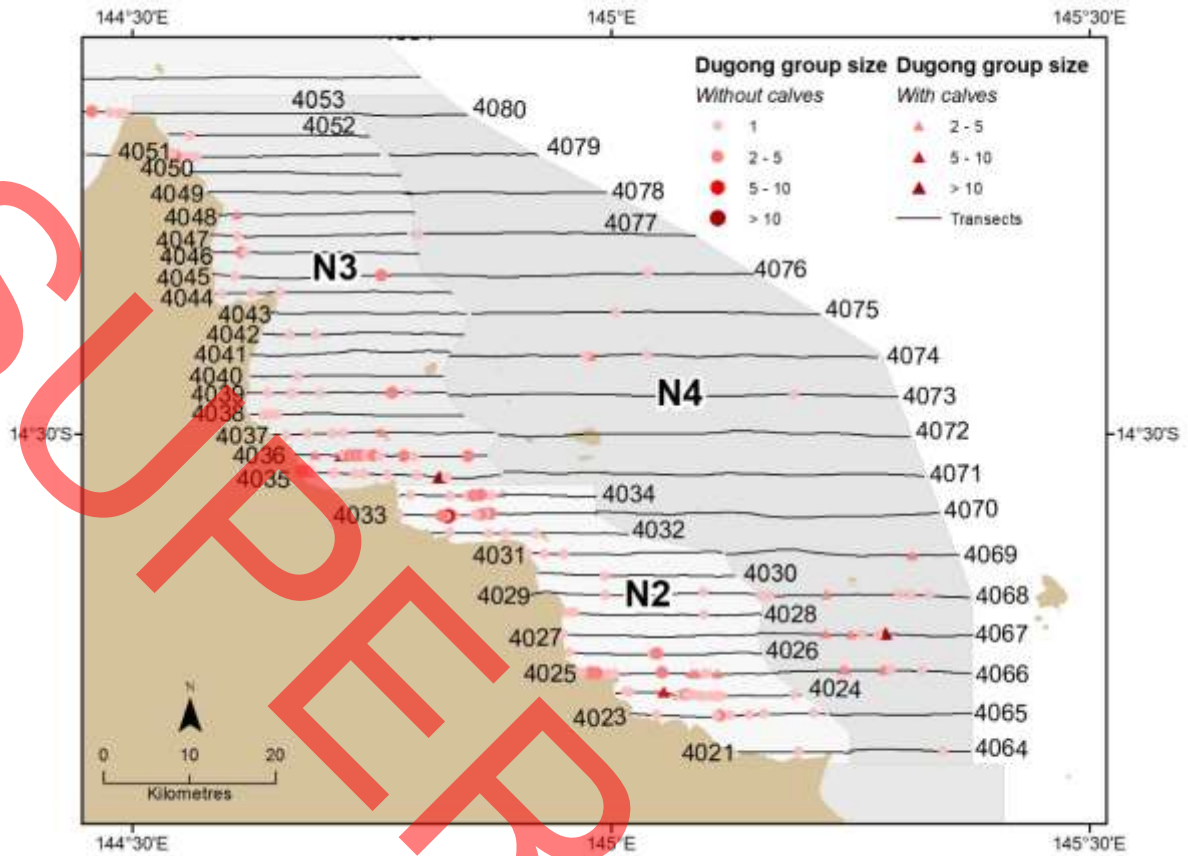 144°30'E 145°E 145°30'E
Dugong group size Dugong group size
Without calves With calves
1 2 - 5
2 - 5 5 - 10
5 - 10 > 10
> 10 Transects
4053 4080
4052
4051 4079
4050
4049 4078
4048 4077
4047
4046 N3 4076
4045
4044
4043 4075
4042
4041 4074
4040
4039 N4 4073
4038
14°30'S 4037 4072 14°30'S
4036
4035 4071
4034
4033 4070
4032
4031 4069
4030
4029 N2 4068
4028
4027 4067
4026
4025 4066
4024
4023 4065
4021 4064
N
0 10 20
Kilometres
144°30'E 145°E 145°30'E
SUPER